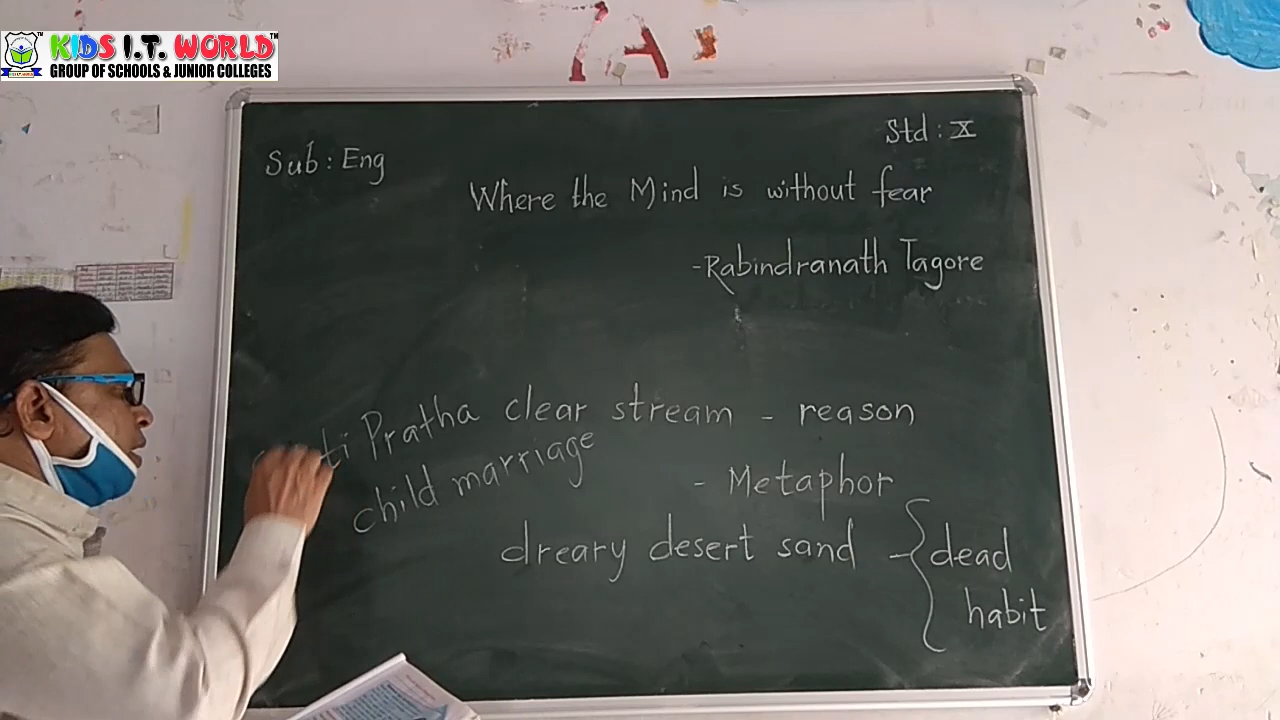 KIDS I.T. WORLD
GROUP OF SCHOOLS & JUNIOR COLLEGES
A
Sub : Eng
Std : X
Where the Mind is without fear
- Rabindranath Tagore
Pratha clear stream - reason
child marriage
- Metaphor
dreary desert sand - { dead
habit